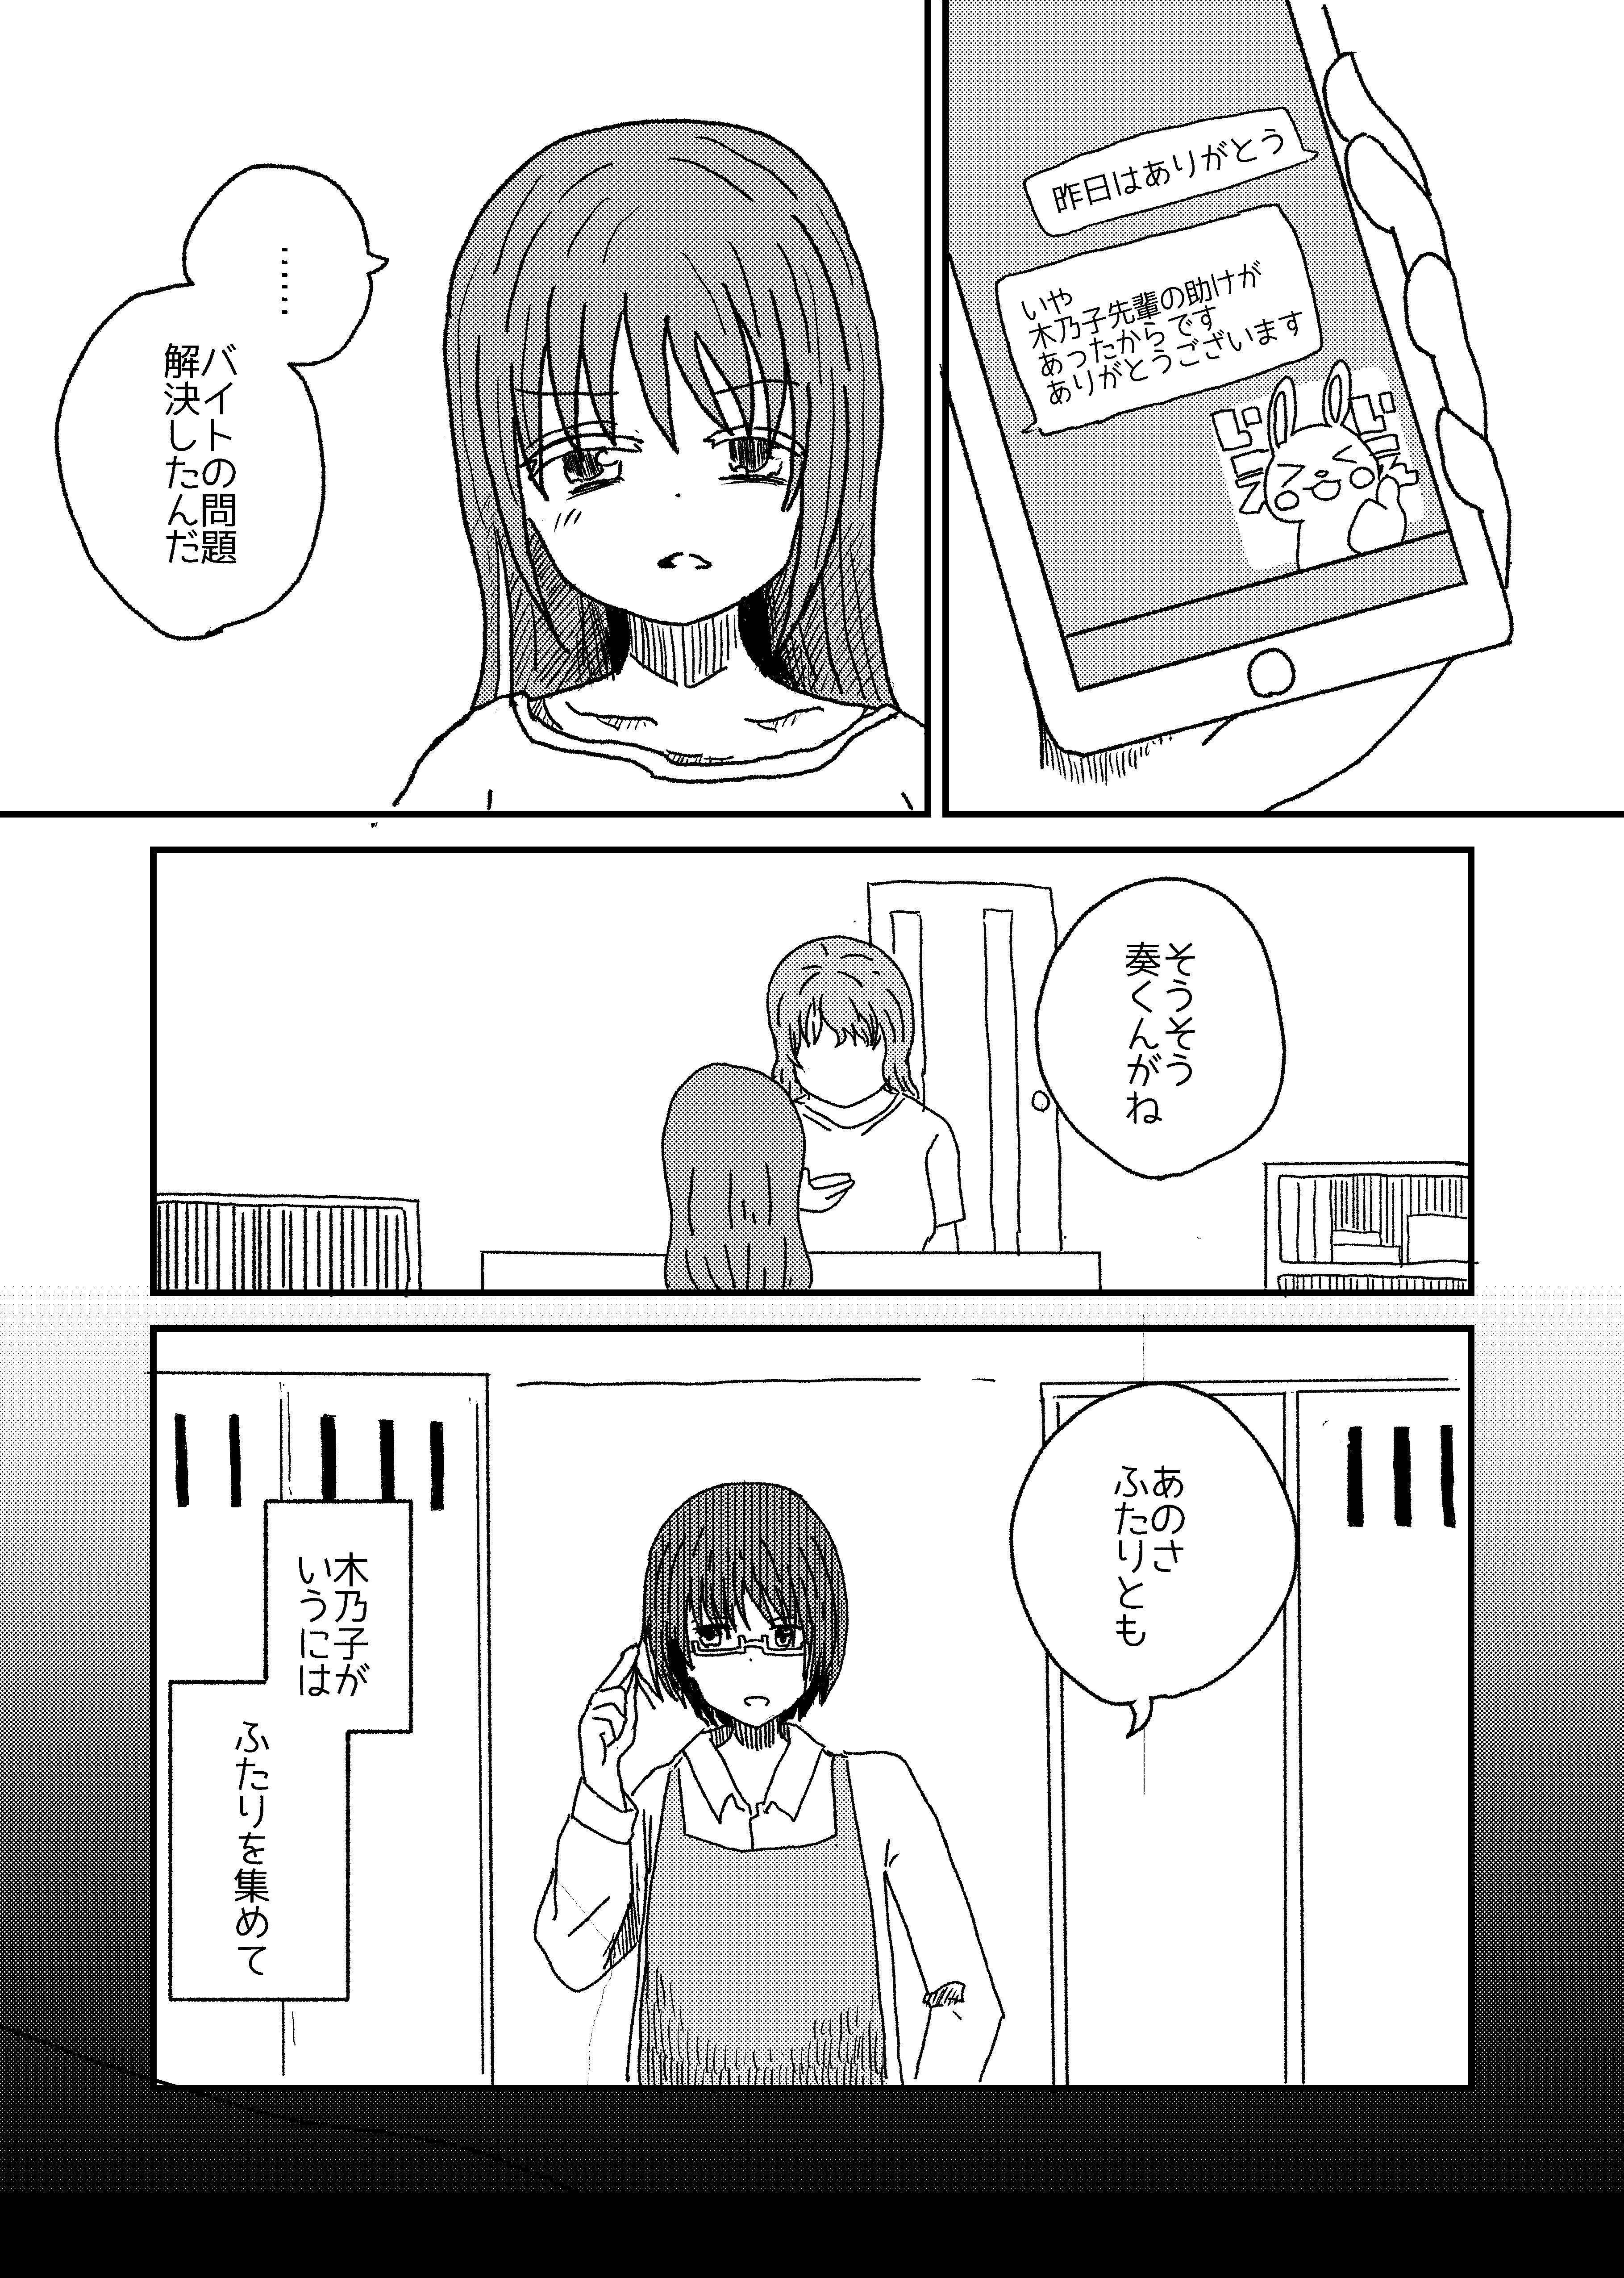 昨日はありがとう
いや
木乃子先輩の助けが
あったからです
ありがとうございます
……
バイトの問題
解決したんだ
そうそう
奏くんがね
あのさ
ふたりとも
木乃子が
いうには
ふたりを集めて